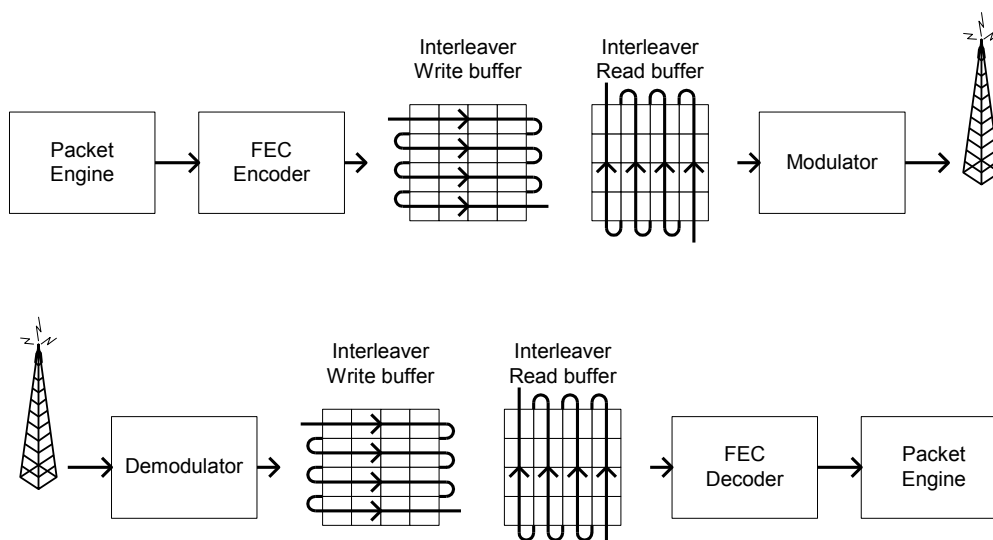 Interleaver
Write buffer
Interleaver
Read buffer
Packet
Engine
FEC
Encoder
Modulator
Interleaver
Write buffer
Interleaver
Read buffer
Demodulator
FEC
Decoder
Packet
Engine